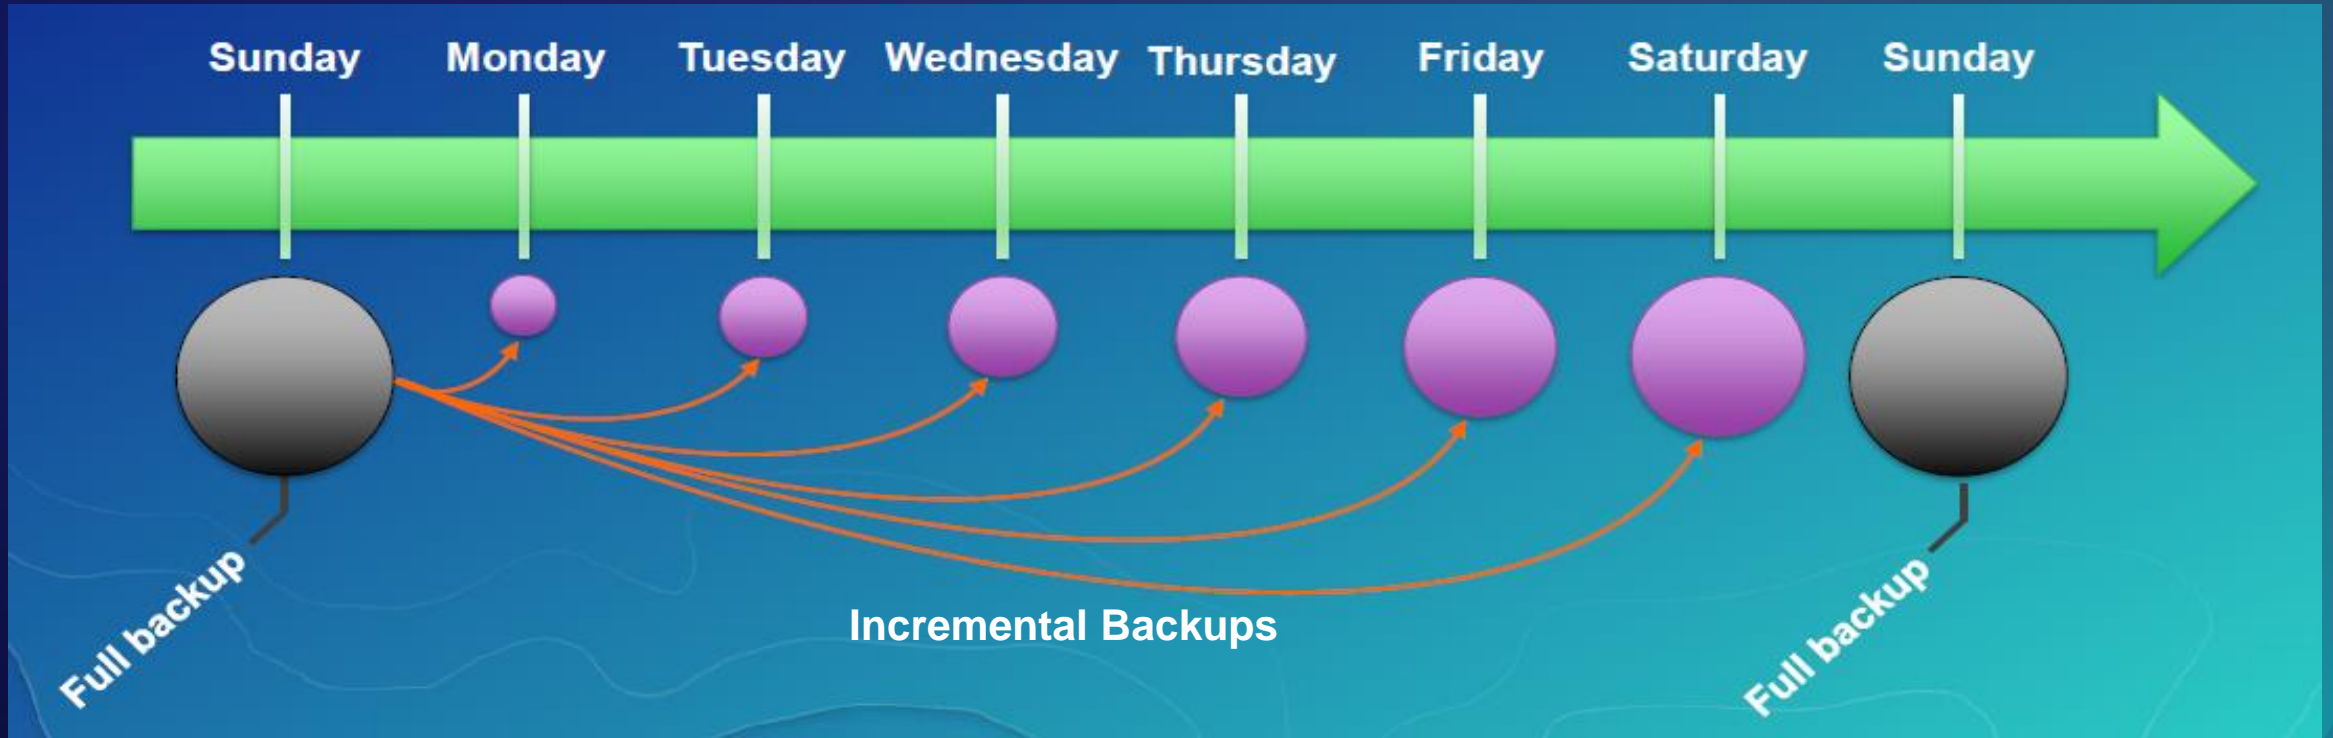 Sunday
Monday
Tuesday
Wednesday
Thursday
Friday
Saturday
Sunday
Full backup
Incremental Backups
Full backup